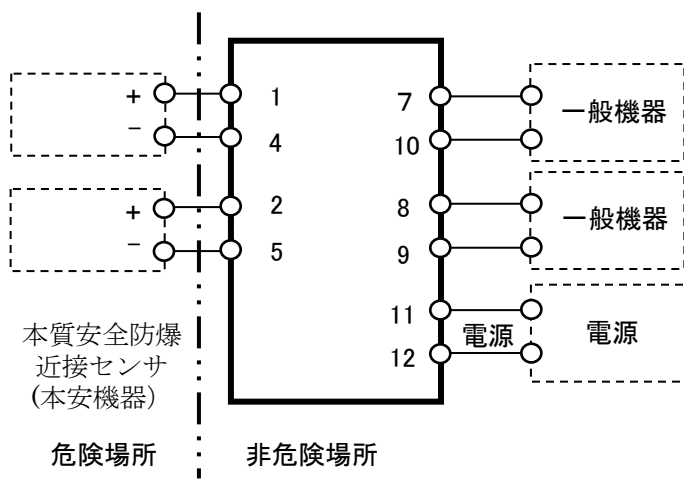 + 1 7
一般機器
− 4 10
+ 2 8
一般機器
− 5 9
11
電源 電源
12
本質安全防爆
近接センサ
(本安機器)
危険場所 非危険場所